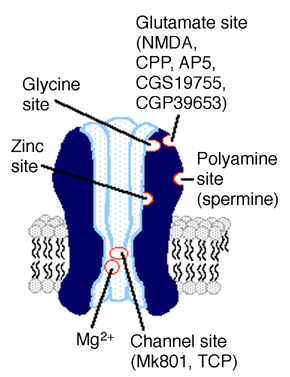 Glutamate site
(NMDA,
CPP, AP5,
CGS19755,
CGP39653)
Glycine
site
Zinc
site
Polyamine
site
(spermine)
Mg2+
Channel site
(Mk801, TCP)